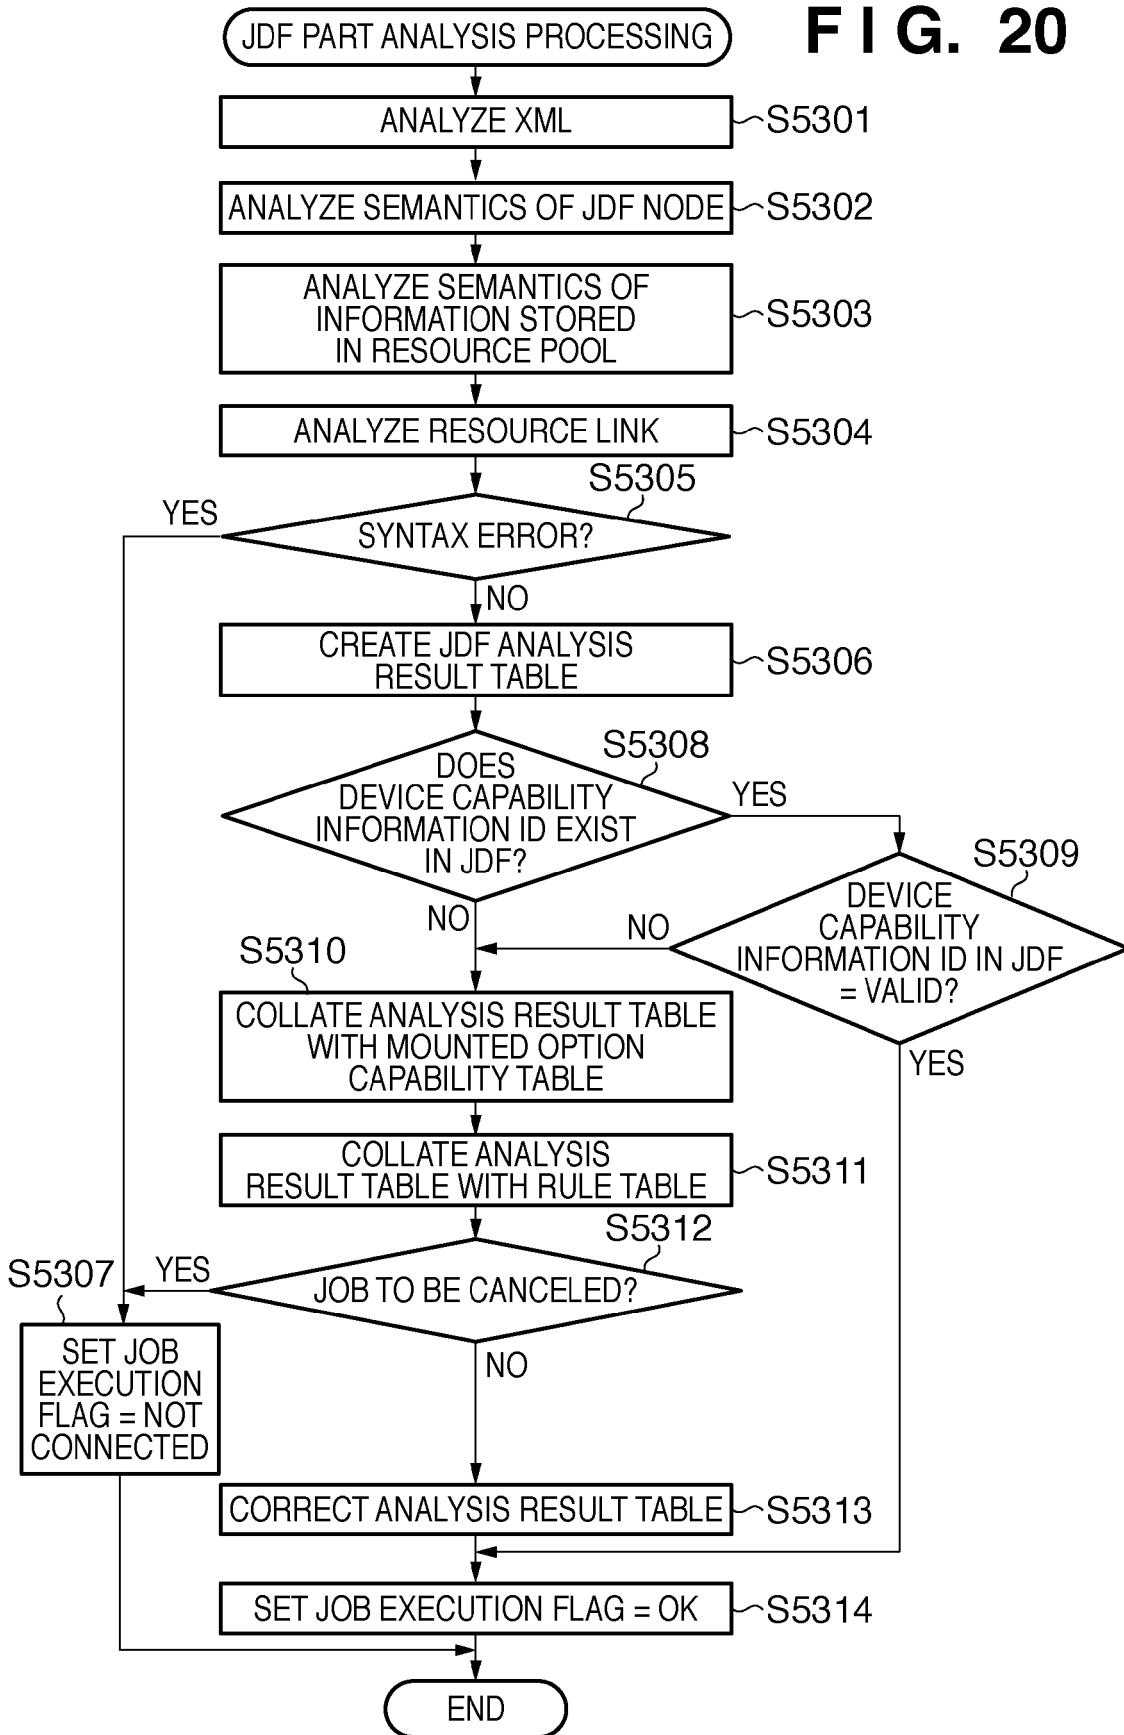 FIG. 20
JDF PART ANALYSIS PROCESSING
ANALYZE XML
S5301
ANALYZE SEMANTICS OF JDF NODE
S5302
ANALYZE SEMANTICS OF
INFORMATION STORED
IN RESOURCE POOL
S5303
ANALYZE RESOURCE LINK
S5304
S5305
YES
SYNTAX ERROR?
NO
CREATE JDF ANALYSIS
RESULT TABLE
S5306
S5308
DOES
DEVICE CAPABILITY
INFORMATION ID EXIST
IN JDF?
YES
NO
S5309
DEVICE
CAPABILITY
INFORMATION ID IN JDF
= VALID?
NO
YES
S5310
COLLATE ANALYSIS RESULT TABLE
WITH MOUNTED OPTION
CAPABILITY TABLE
COLLATE ANALYSIS
RESULT TABLE WITH RULE TABLE
S5311
S5312
JOB TO BE CANCELED?
YES
NO
S5307
SET JOB
EXECUTION
FLAG = NOT
CONNECTED
CORRECT ANALYSIS RESULT TABLE
S5313
SET JOB EXECUTION FLAG = OK
S5314
END